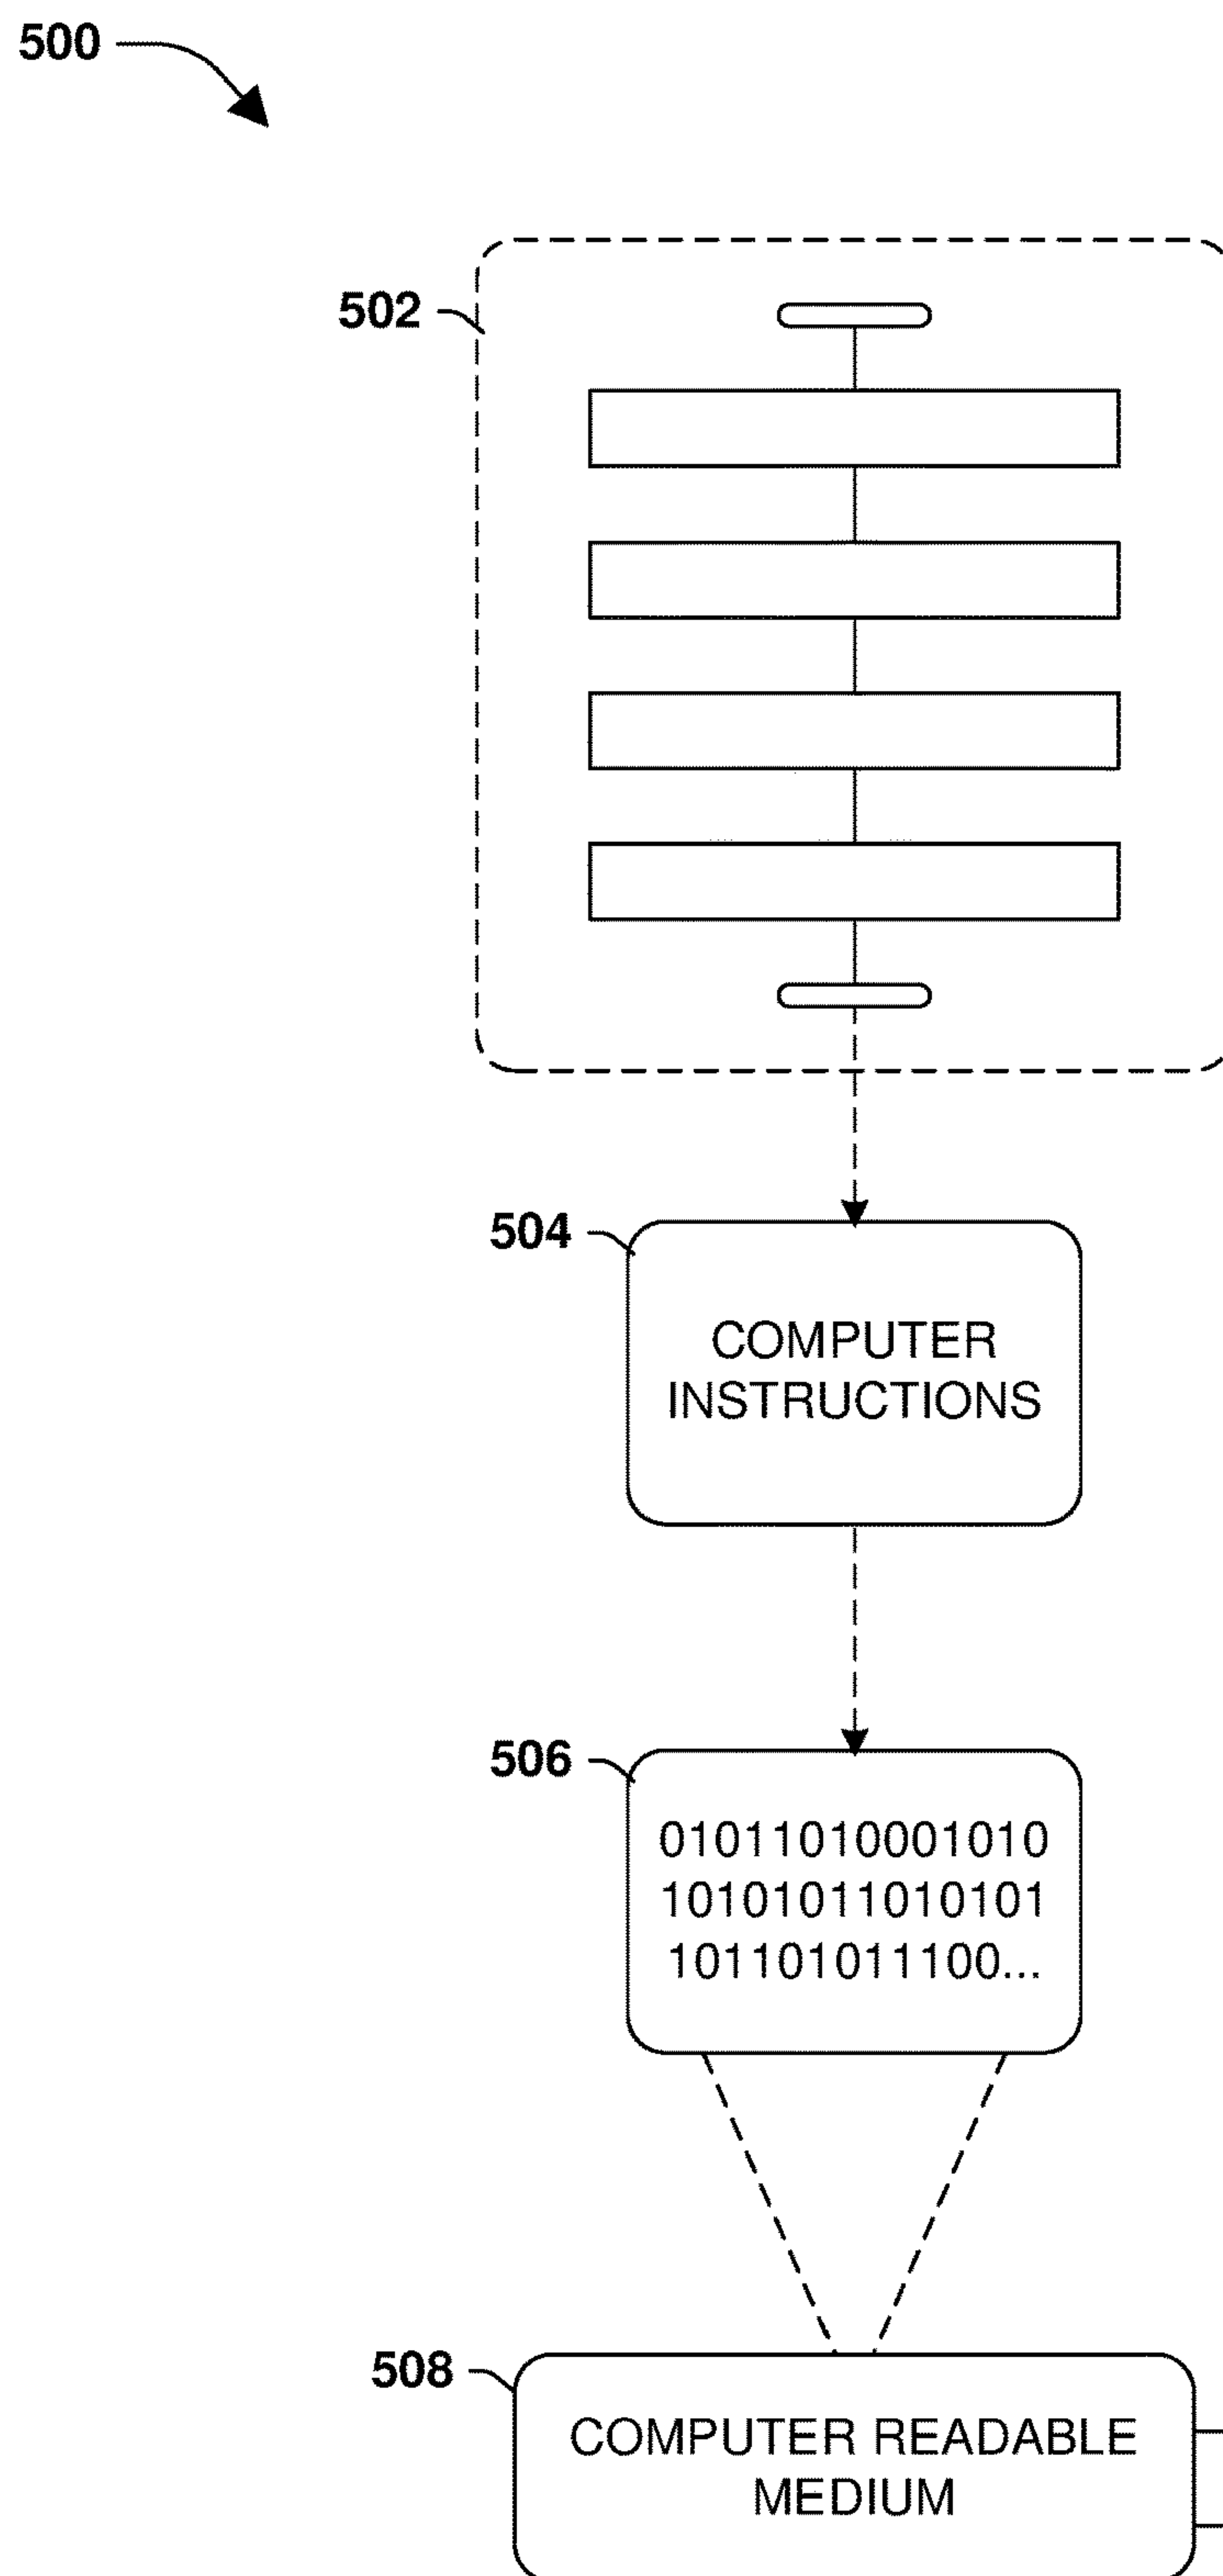 500
502
504
COMPUTER
INSTRUCTIONS
506
01011010001010
10101011010101
101101011100...
508
COMPUTER READABLE
MEDIUM